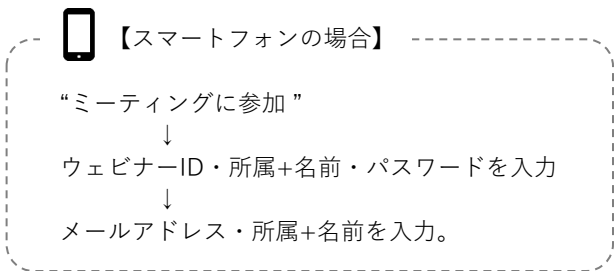 【スマートフォンの場合】
“ミーティングに参加 ”
↓
ウェビナーID・所属+名前・パスワードを入力
↓
メールアドレス・所属+名前を入力。